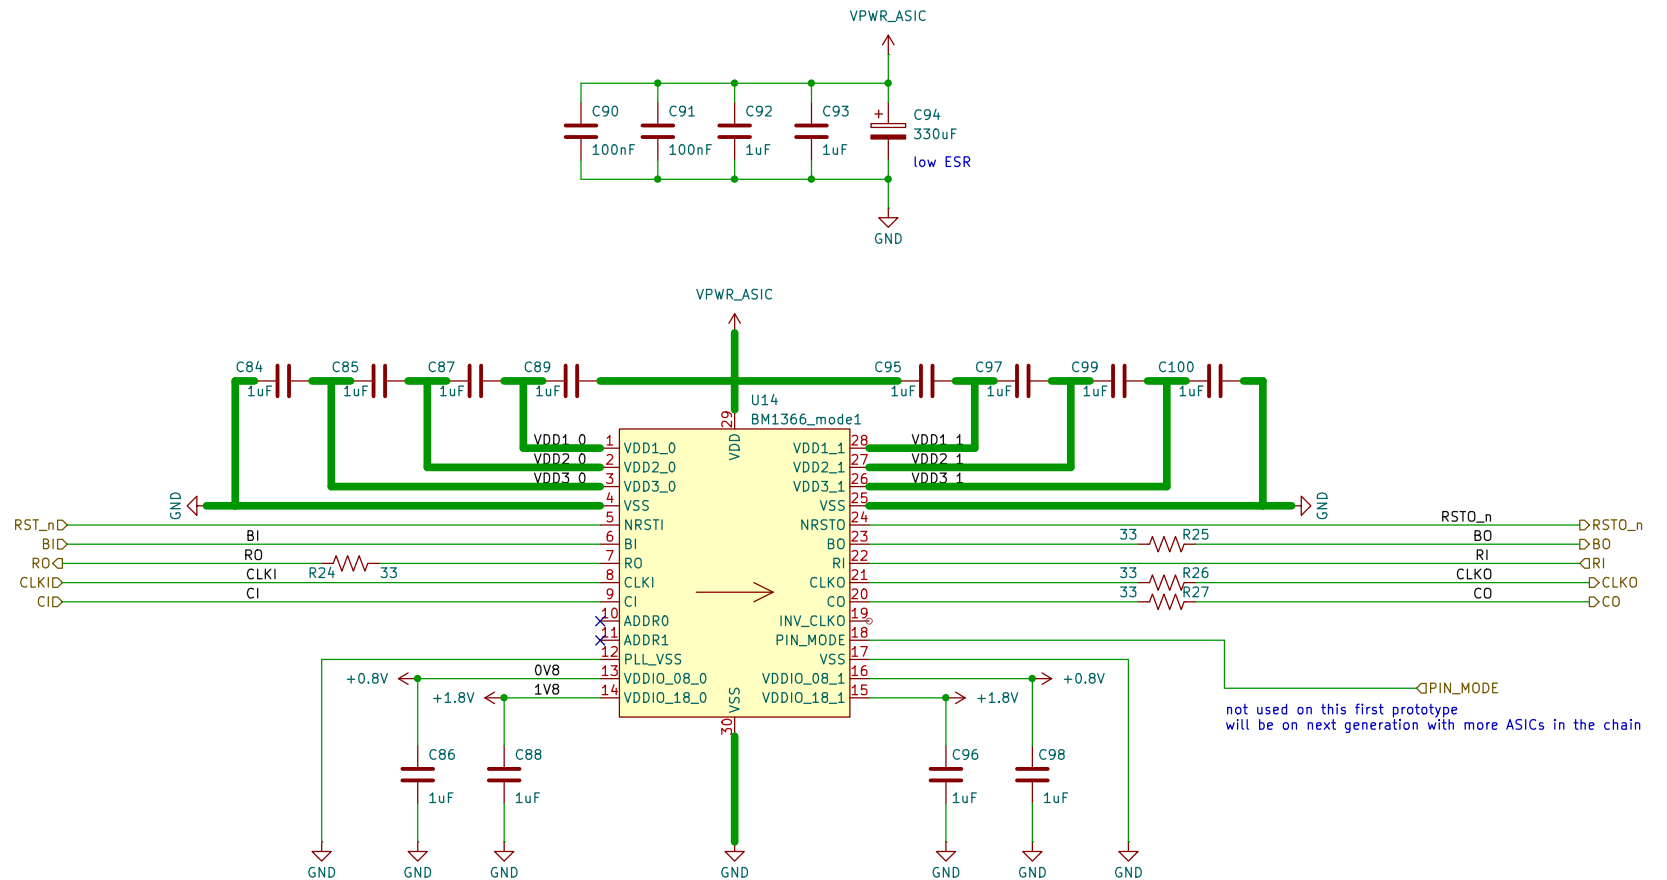 VPWR_ASIC
C90
C91
C92
C93
C94
100nF
100nF
1uF
1uF
+
330uF
low ESR
GND
VPWR_ASIC
C84
C85
C87
C89
C95
C97
C99
C100
1uF
1uF
1uF
1uF
1uF
1uF
1uF
1uF
U14
BM1366_mode1
29
VDD
VDD1_0
1
VDD1_0
VDD1_1
28
VDD1_1
VDD2_0
2
VDD2_0
VDD2_1
27
VDD2_1
VDD3_0
3
VDD3_0
VDD3_1
26
VDD3_1
GND
4
VSS
VSS
25
GND
RST_n
5
NRSTI
NRSTO
24
RSTO_n
RSTO_n
BI
BI
6
BI
BO
23
33
R25
BO
BO
RO
RO
R24
33
7
RO
RI
22
RI
RI
CLKI
CLKI
8
CLKI
CLKO
21
33
R26
CLKO
CLKO
CI
CI
9
CI
CO
20
33
R27
CO
CO
10
ADDR0
INV_CLKO
19
11
ADDR1
PIN_MODE
18
12
PLL_VSS
VSS
17
+0.8V
0V8
13
VDDIO_08_0
VDDIO_08_1
16
+0.8V
+1.8V
1V8
14
VDDIO_18_0
VDDIO_18_1
15
+1.8V
PIN_MODE
VSS
30
not used on this first prototype
will be on next generation with more ASICs in the chain
C86
C88
C96
C98
1uF
1uF
1uF
1uF
GND
GND
GND
GND
GND
GND
GND